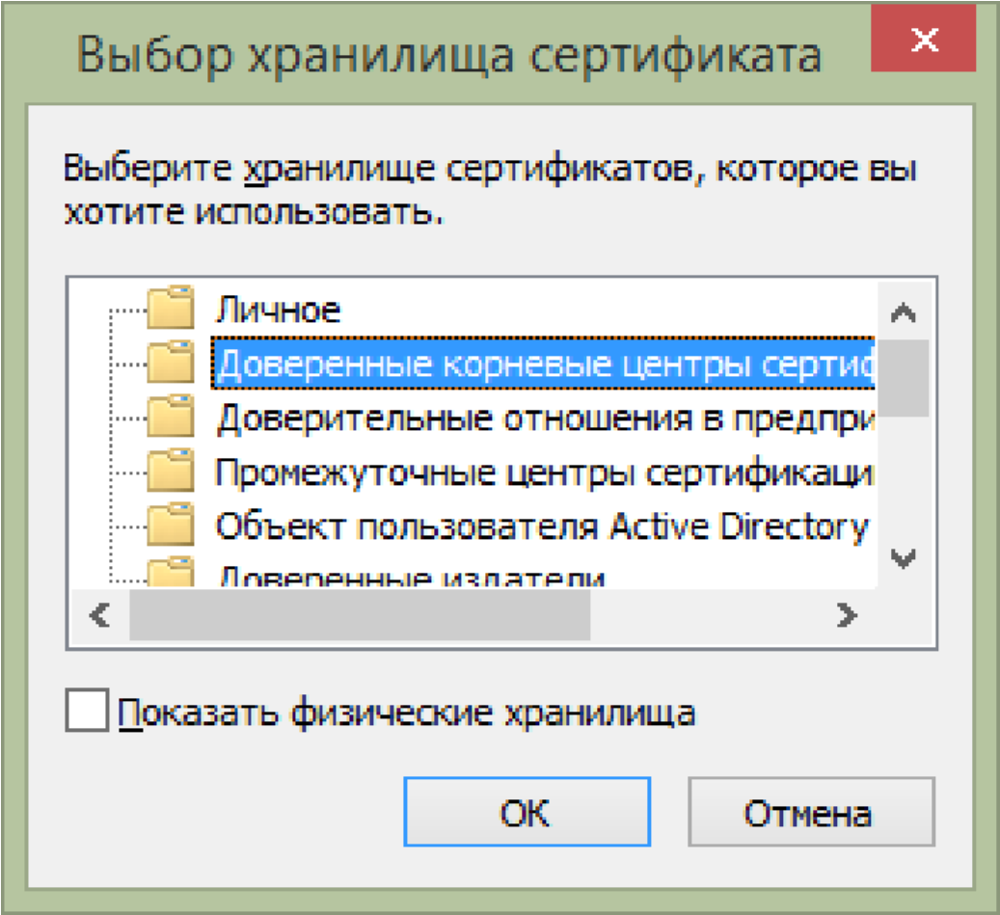 Выбор хранилища сертификата
Выберите хранилище сертификатов, которое вы
хотите использовать.
Личное
Доверенные корневые центры сертиф
Доверительные отношения в предпри
Промежуточные центры сертификаци
Объект пользователя Active Directory
Доверенные издатели
Показать физические хранилища
ОК
Отмена